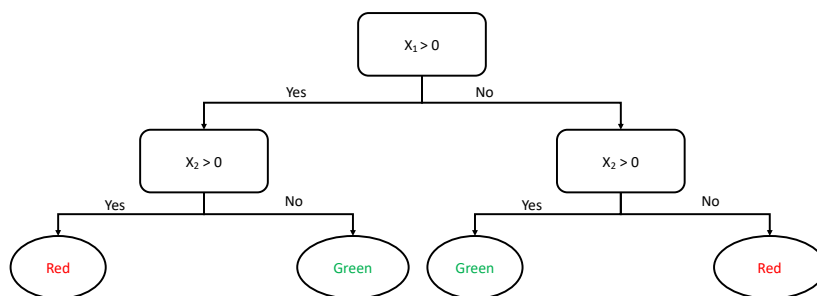 X₁ > 0
Yes
No
X₂ > 0
X₂ > 0
Yes
No
Yes
No
Red
Green
Green
Red